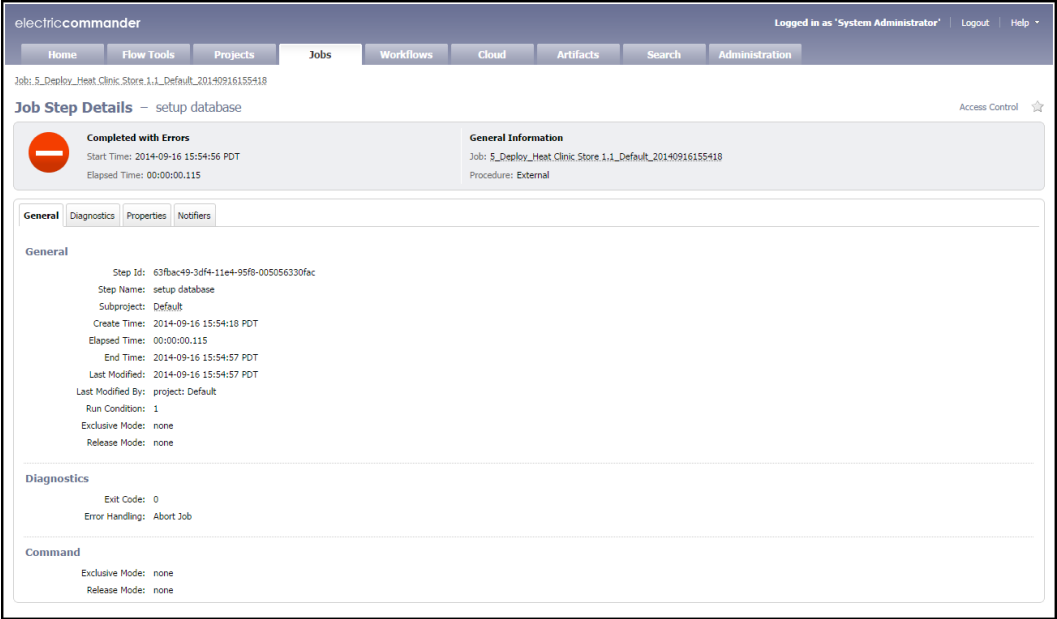 electriccommander
Logged in as 'System Administrator' Logout Help
Home Flow Tools Projects Jobs Workflows Cloud Artifacts Search Administration
Job: 5_Deploy_Heat Clinic Store 1.1_Default_20140916155418
Job Step Details – setup database
Access Control
Completed with Errors
Start Time: 2014-09-16 15:54:56 PDT
Elapsed Time: 00:00:00.115
General Information
Job: 5_Deploy_Heat Clinic Store 1.1_Default_20140916155418
Procedure: External
General Diagnostics Properties Notifiers
General
Step Id: 63fbac49-3df4-11e4-95f8-005056330fac
Step Name: setup database
Subproject: Default
Create Time: 2014-09-16 15:54:18 PDT
Elapsed Time: 00:00:00.115
End Time: 2014-09-16 15:54:57 PDT
Last Modified: 2014-09-16 15:54:57 PDT
Last Modified By: project: Default
Run Condition: 1
Exclusive Mode: none
Release Mode: none
Diagnostics
Exit Code: 0
Error Handling: Abort Job
Command
Exclusive Mode: none
Release Mode: none